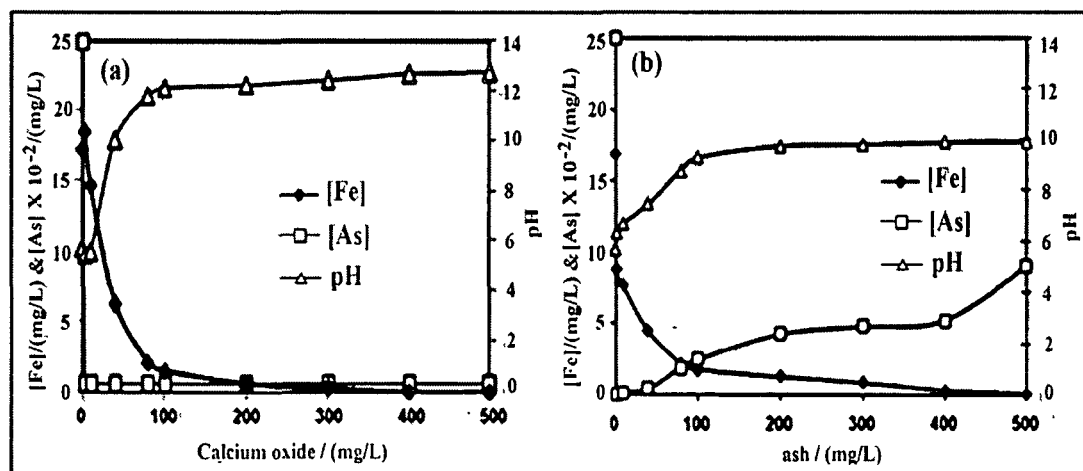 (a)
[Fe]/(mg/L) & [As] X 10⁻²/(mg/L)
25
20
15
10
5
0
14
12
10
8
6
4
2
.0
pH
[Fe]
[As]
pH
0 100 200 300 400 500
Calcium oxide / (mg/L)
(b)
[Fe]/(mg/L) & [As] X 10⁻²/(mg/L)
25
20
15
10
5
0
14
12
10
8
6
4
2
.0
pH
[Fe]
[As]
pH
0 100 200 300 400 500
ash / (mg/L)